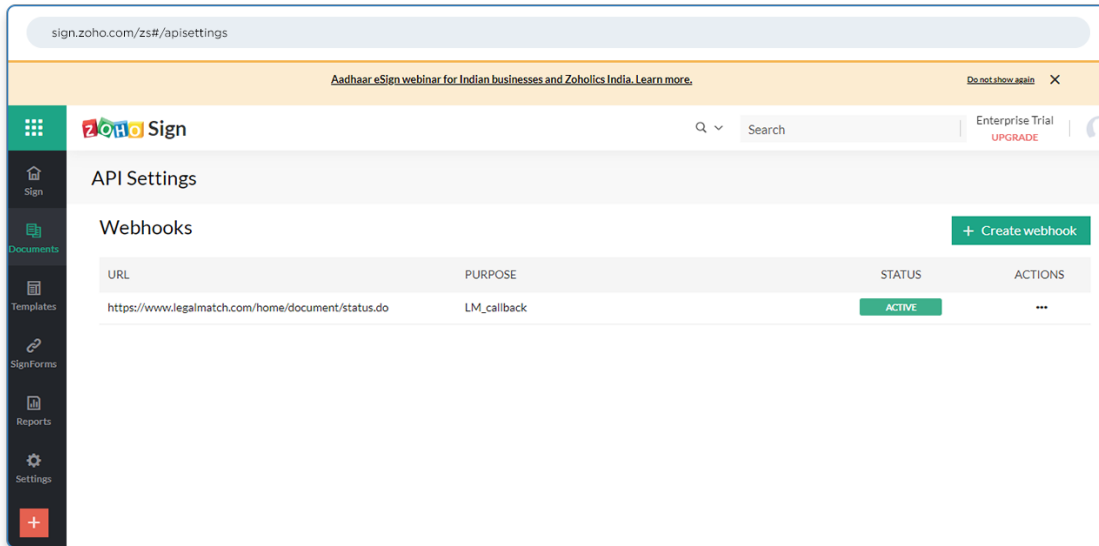 sign.zoho.com/zs#/apisettings
Aadhaar eSign webinar for Indian businesses and Zoholics India. Learn more.
Do not show again
ZOHO Sign
Search
Enterprise Trial
UPGRADE
Sign
API Settings
Documents
Webhooks
+ Create webhook
URL PURPOSE STATUS ACTIONS
https://www.legalmatch.com/home/document/status.do LM_callback ACTIVE ...
Templates
SignForms
Reports
Settings